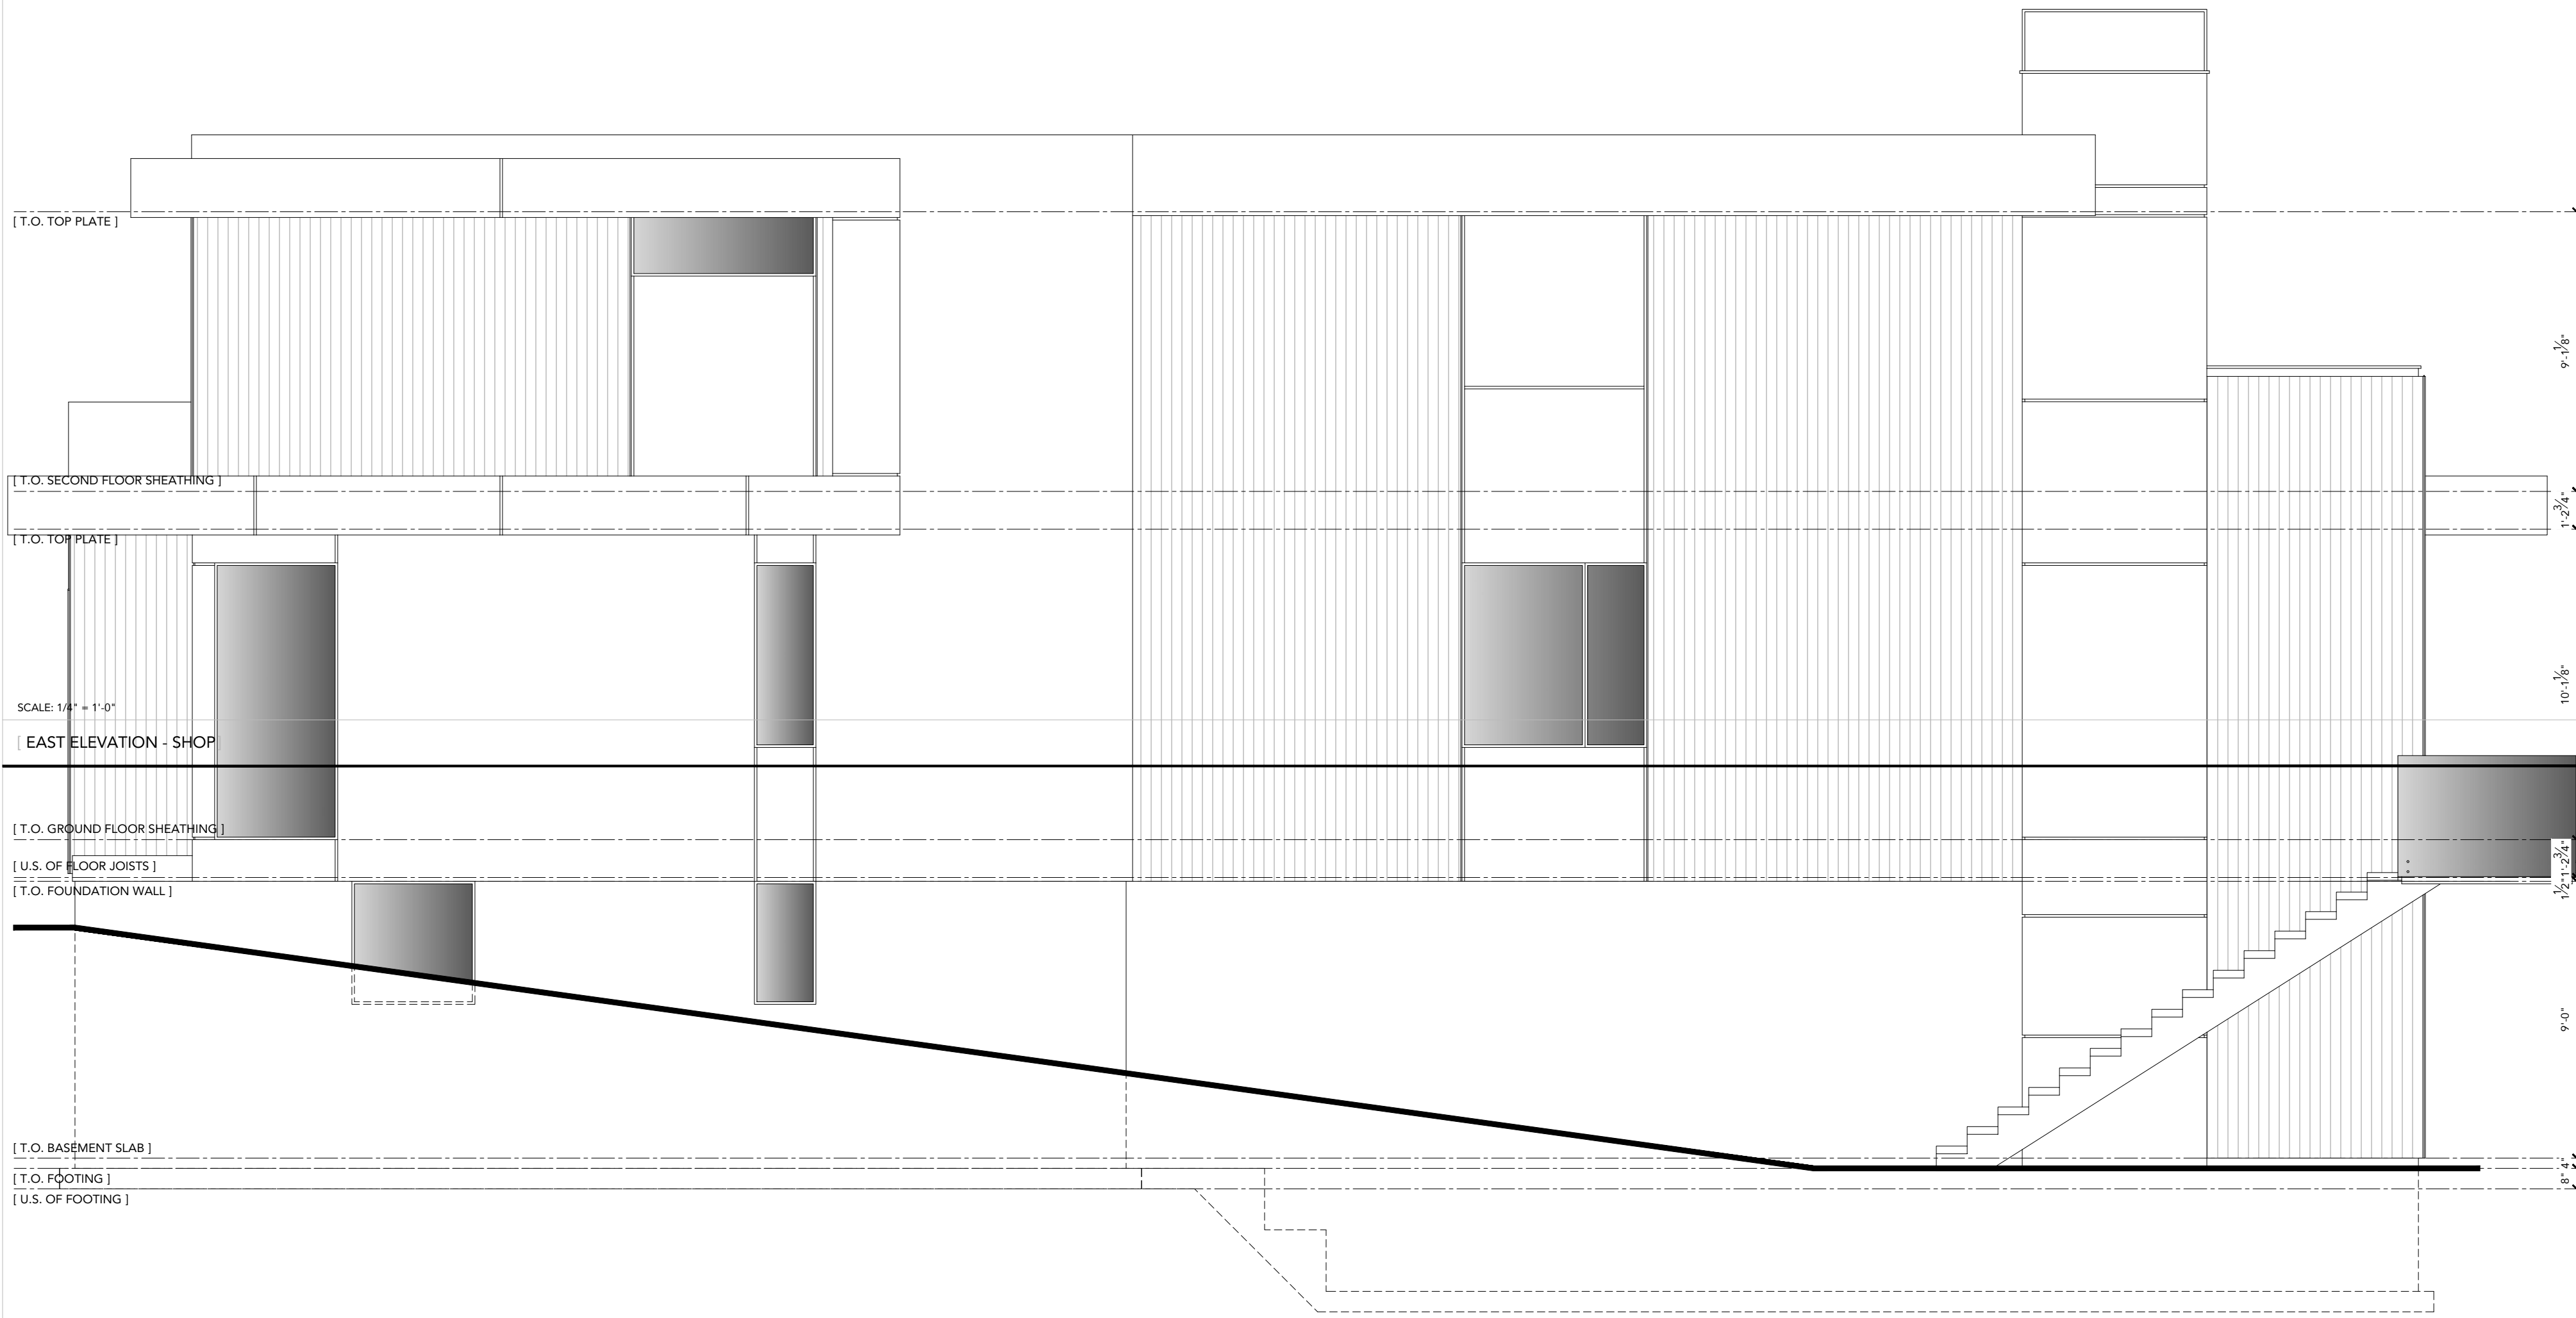 [ T.O. TOP PLATE ]
9'-1⅛"
[ T.O. SECOND FLOOR SHEATHING ]
1'-2¾"
[ T.O. TOP PLATE ]
10'-1⅛"
SCALE: 1/4" = 1'-0"
[ EAST ELEVATION - SHOP ]
[ T.O. GROUND FLOOR SHEATHING ]
1'-2¾"
[ U.S. OF FLOOR JOISTS ]
1½"
[ T.O. FOUNDATION WALL ]
9'-0"
[ T.O. BASEMENT SLAB ]
4"
[ T.O. FOOTING ]
8"
[ U.S. OF FOOTING ]